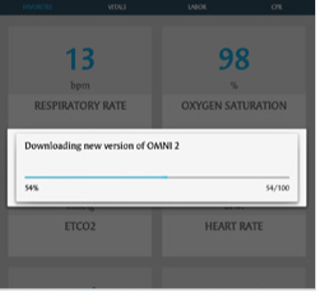 FAVORITES VITALS LABOR CPR
13 98
bpm %
RESPIRATORY RATE OXYGEN SATURATION
Downloading new version of OMNI 2
54% 54/100
ETCO2 HEART RATE